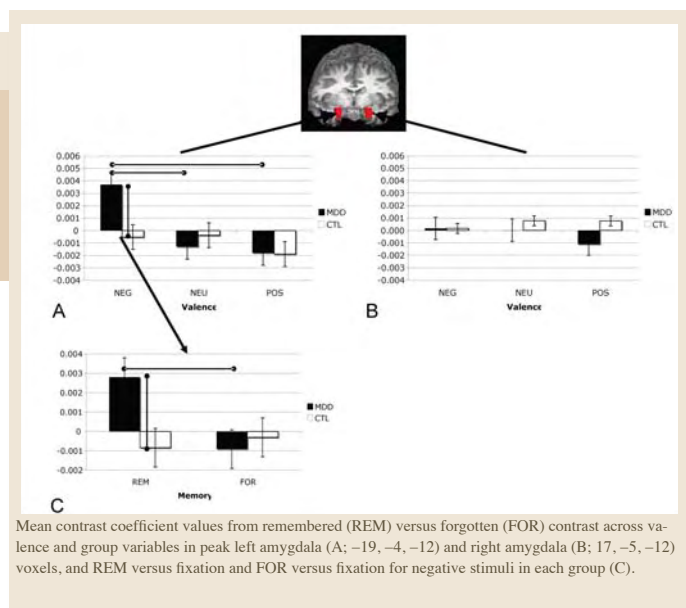 0.006
0.005
0.004
0.003
0.002
0.001
0
-0.001
-0.002
-0.003
-0.004
MDD
CTL
NEG NEU POS
Valence
A
0.006
0.005
0.004
0.003
0.002
0.001
0
-0.001
-0.002
-0.003
-0.004
MDD
CTL
NEG NEU POS
Valence
B
0.004
0.003
0.002
0.001
0
-0.001
-0.002
MDD
CTL
REM FOR
Memory
C
Mean contrast coefficient values from remembered (REM) versus forgotten (FOR) contrast across va-
lence and group variables in peak left amygdala (A; –19, –4, –12) and right amygdala (B; 17, –5, –12)
voxels, and REM versus fixation and FOR versus fixation for negative stimuli in each group (C).